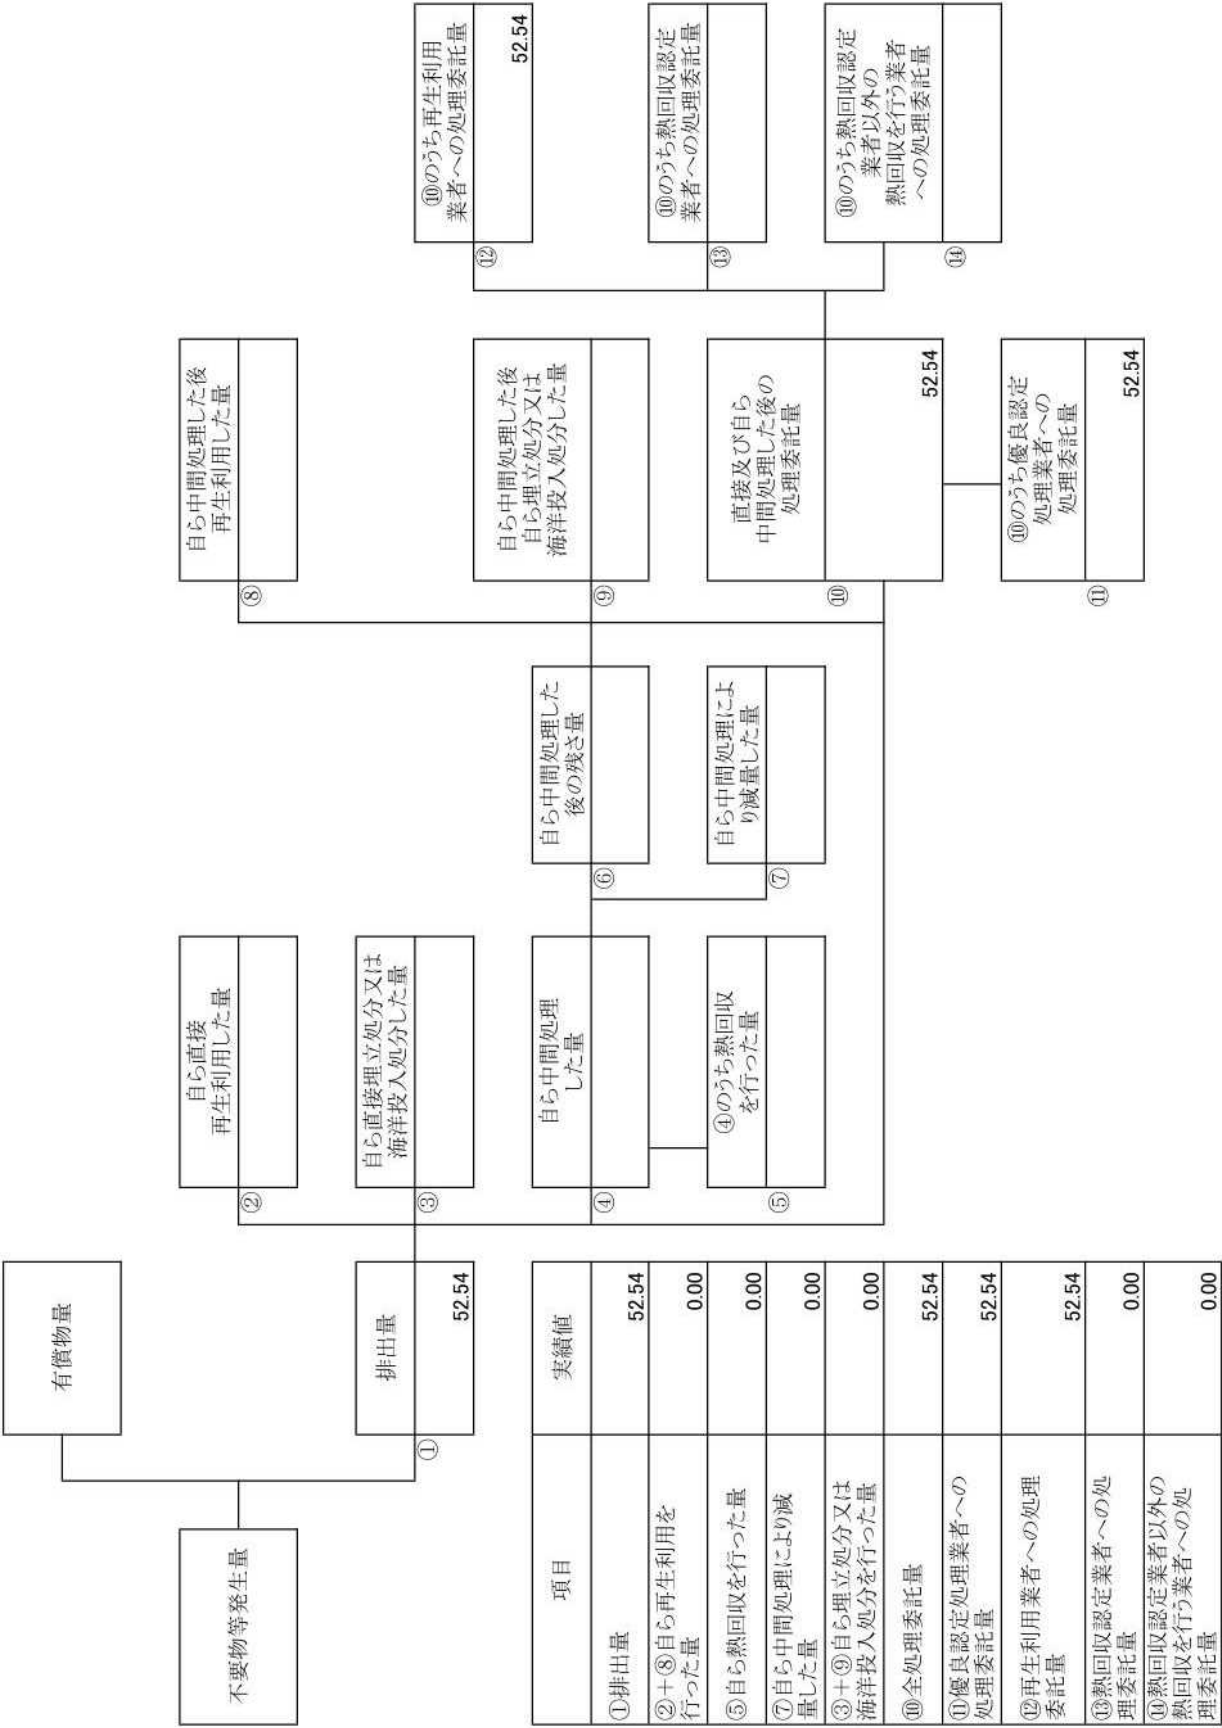 有償物量
不要物等発生量
排出量
①
52.54
自ら直接
再生利用した量
②
自ら直接埋立処分又は
海洋投入処分した量
③
自ら中間処理
した量
④
④のうち熱回収
を行った量
⑤
自ら中間処理した
後の残さ量
⑥
自ら中間処理によ
り減量した量
⑦
自ら中間処理した後
再生利用した量
⑧
自ら中間処理した後
自ら埋立処分又は
海洋投入処分した量
⑨
直接及び自ら
中間処理した後の
処理委託量
⑩
52.54
⑩のうち優良認定
処理業者への
処理委託量
⑪
52.54
⑩のうち再生利用
業者への処理委託量
⑫
52.54
⑩のうち熱回収認定
業者への処理委託量
⑬
⑩のうち熱回収認定
業者以外の
熱回収を行う業者
への処理委託量
⑭
項目 実績値
①排出量 52.54
②+⑧自ら再生利用を
行った量 0.00
⑤自ら熱回収を行った量 0.00
⑦自ら中間処理により減
量した量 0.00
③+⑨自ら埋立処分又は
海洋投入処分を行った量 0.00
⑩全処理委託量 52.54
⑪優良認定処理業者への
処理委託量 52.54
⑫再生利用業者への処理
委託量 52.54
⑬熱回収認定業者への処
理委託量 0.00
⑭熱回収認定業者以外の
熱回収を行う業者への処
理委託量 0.00